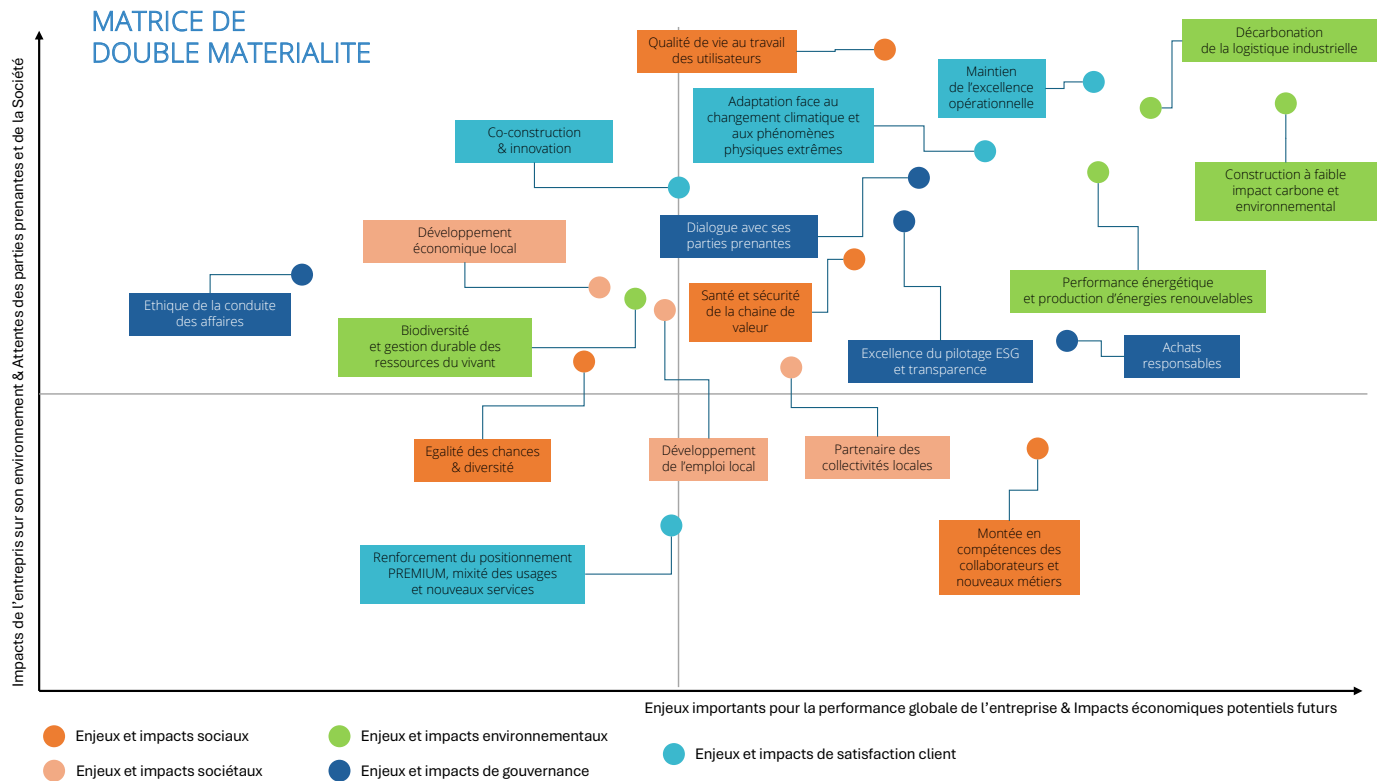 MATRICE DE
DOUBLE MATERIALITE
Impacts de l'entrepris sur son environnement & Attentes des parties prenantes et de la Société
Qualité de vie au travail
des utilisateurs
Décarbonation
de la logistique industrielle
Maintien
de l'excellence
opérationnelle
Adaptation face au
changement climatique et
aux phénomènes
physiques extrêmes
Co-construction
& innovation
Construction à faible
impact carbone et
environnemental
Développement
économique local
Dialogue avec ses
parties prenantes
Performance énergétique
et production d'énergies renouvelables
Ethique de la conduite
des affaires
Santé et sécurité
de la chaine de
valeur
Biodiversité
et gestion durable des
ressources du vivant
Excellence du pilotage ESG
et transparence
Achats
responsables
Egalité des chances
& diversité
Développement
de l'emploi local
Partenaire des
collectivités locales
Montée en
compétences des
collaborateurs et
nouveaux métiers
Renforcement du positionnement
PREMIUM, mixité des usages
et nouveaux services
Enjeux importants pour la performance globale de l'entreprise & Impacts économiques potentiels futurs
Enjeux et impacts sociaux
Enjeux et impacts environnementaux
Enjeux et impacts de satisfaction client
Enjeux et impacts sociétaux
Enjeux et impacts de gouvernance